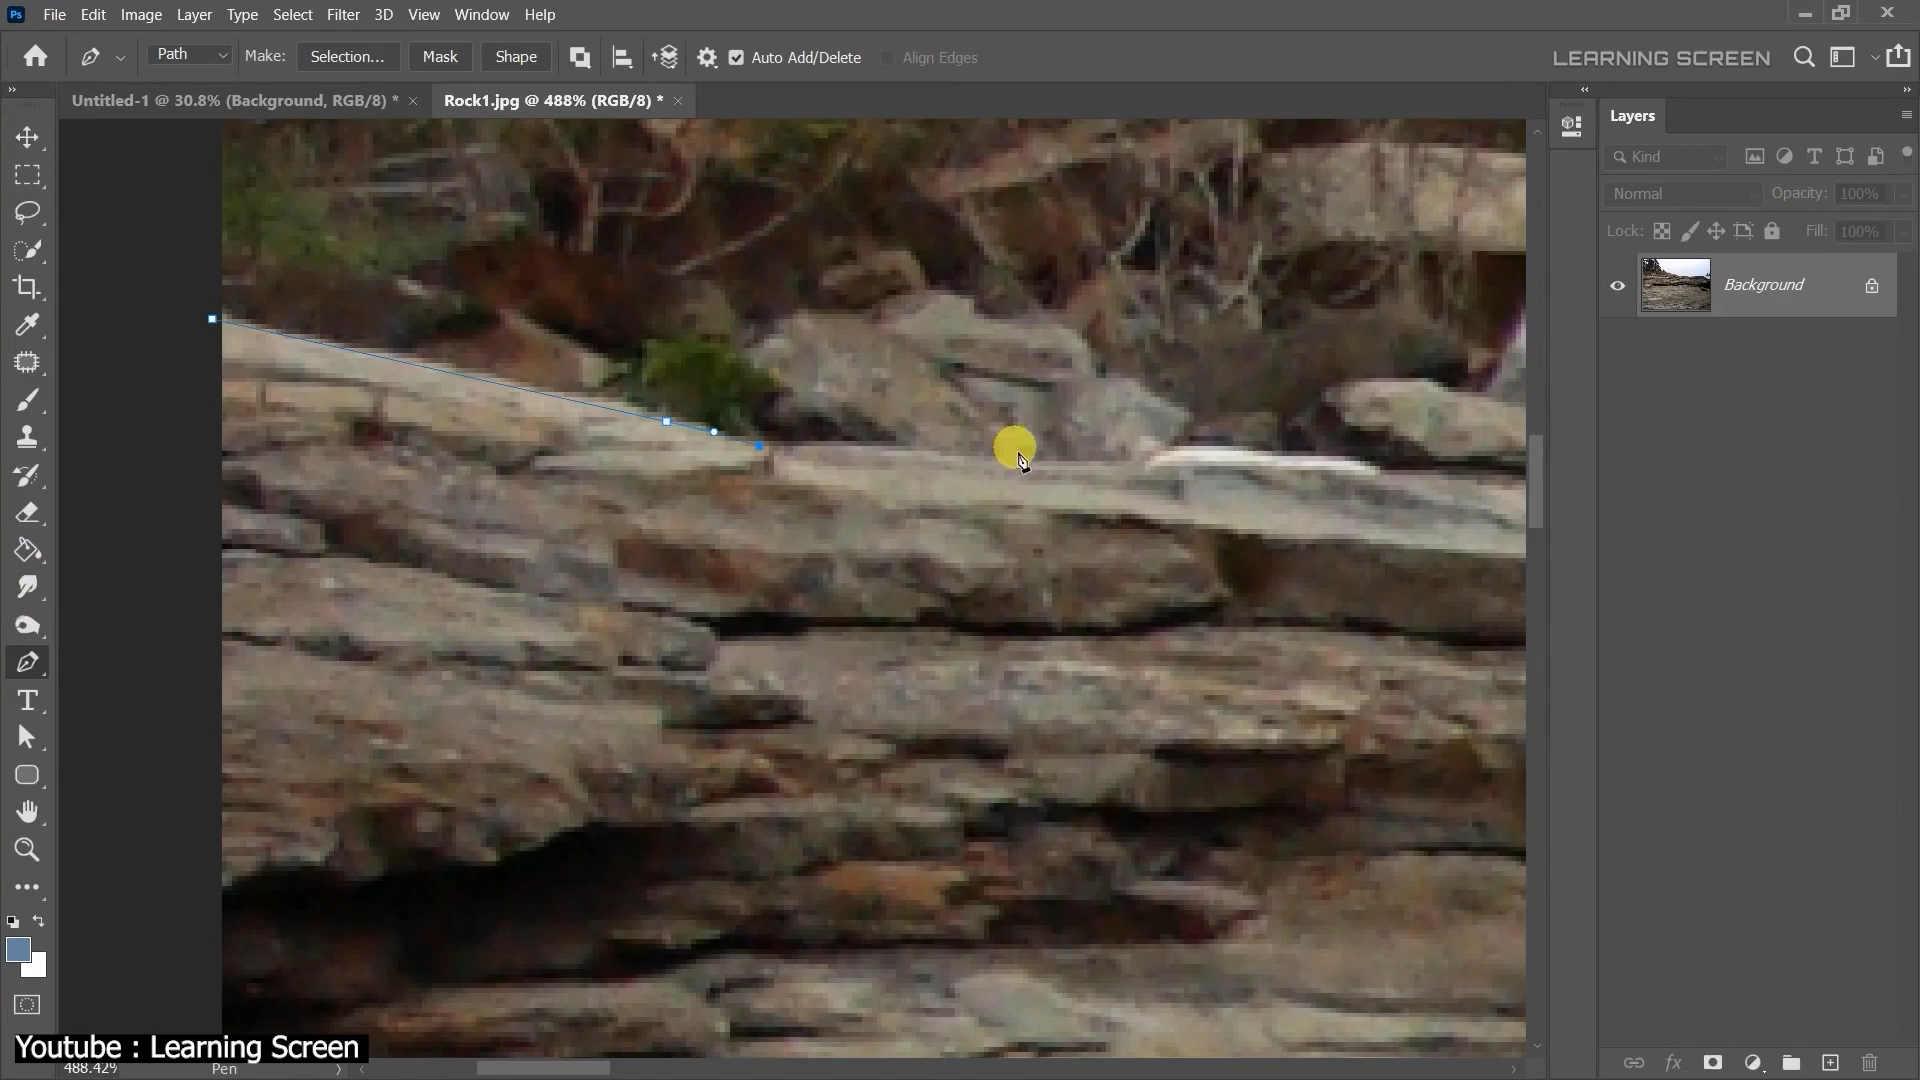 Ps File Edit Image Layer Type Select Filter 3D View Window Help
Path Make: Selection... Mask Shape Auto Add/Delete Align Edges LEARNING SCREEN
Untitled-1 @ 30.8% (Background, RGB/8) * Rock1.jpg @ 488% (RGB/8) *
Layers
Kind
Normal Opacity: 100%
Lock: Fill: 100%
Background
Youtube : Learning Screen
488.42% Pen